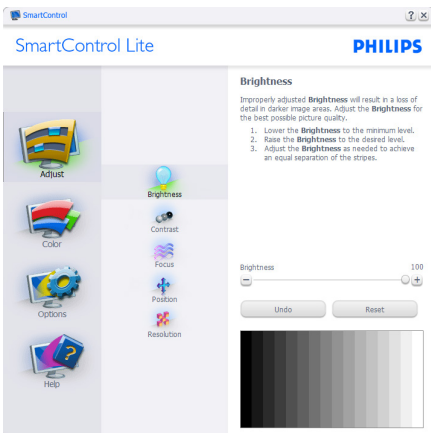 SmartControl
SmartControl Lite
PHILIPS
Adjust
Color
Options
Help
Brightness
Contrast
Focus
Position
Resolution
Brightness
Improperly adjusted Brightness will result in a loss of
detail in darker image areas. Adjust the Brightness for
the best possible picture quality.
1. Lower the Brightness to the minimum level.
2. Raise the Brightness to the desired level.
3. Adjust the Brightness as needed to achieve
an equal separation of the stripes.
Brightness 100
Undo Reset